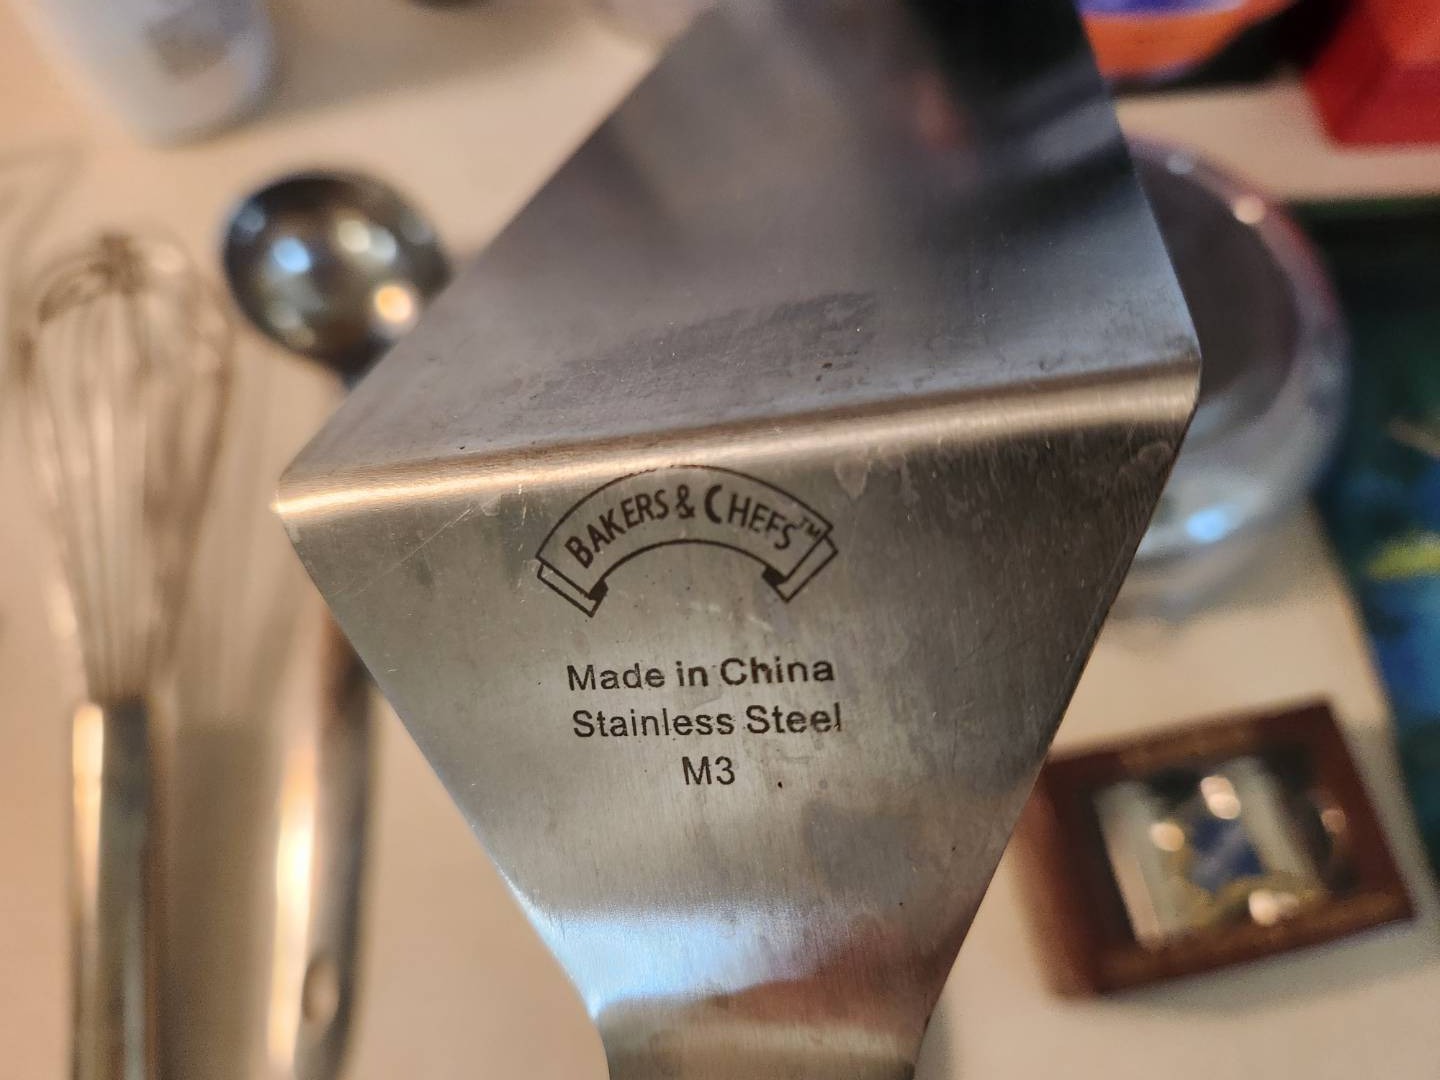 BAKERS & CHEFS™
Made in China
Stainless Steel
M3